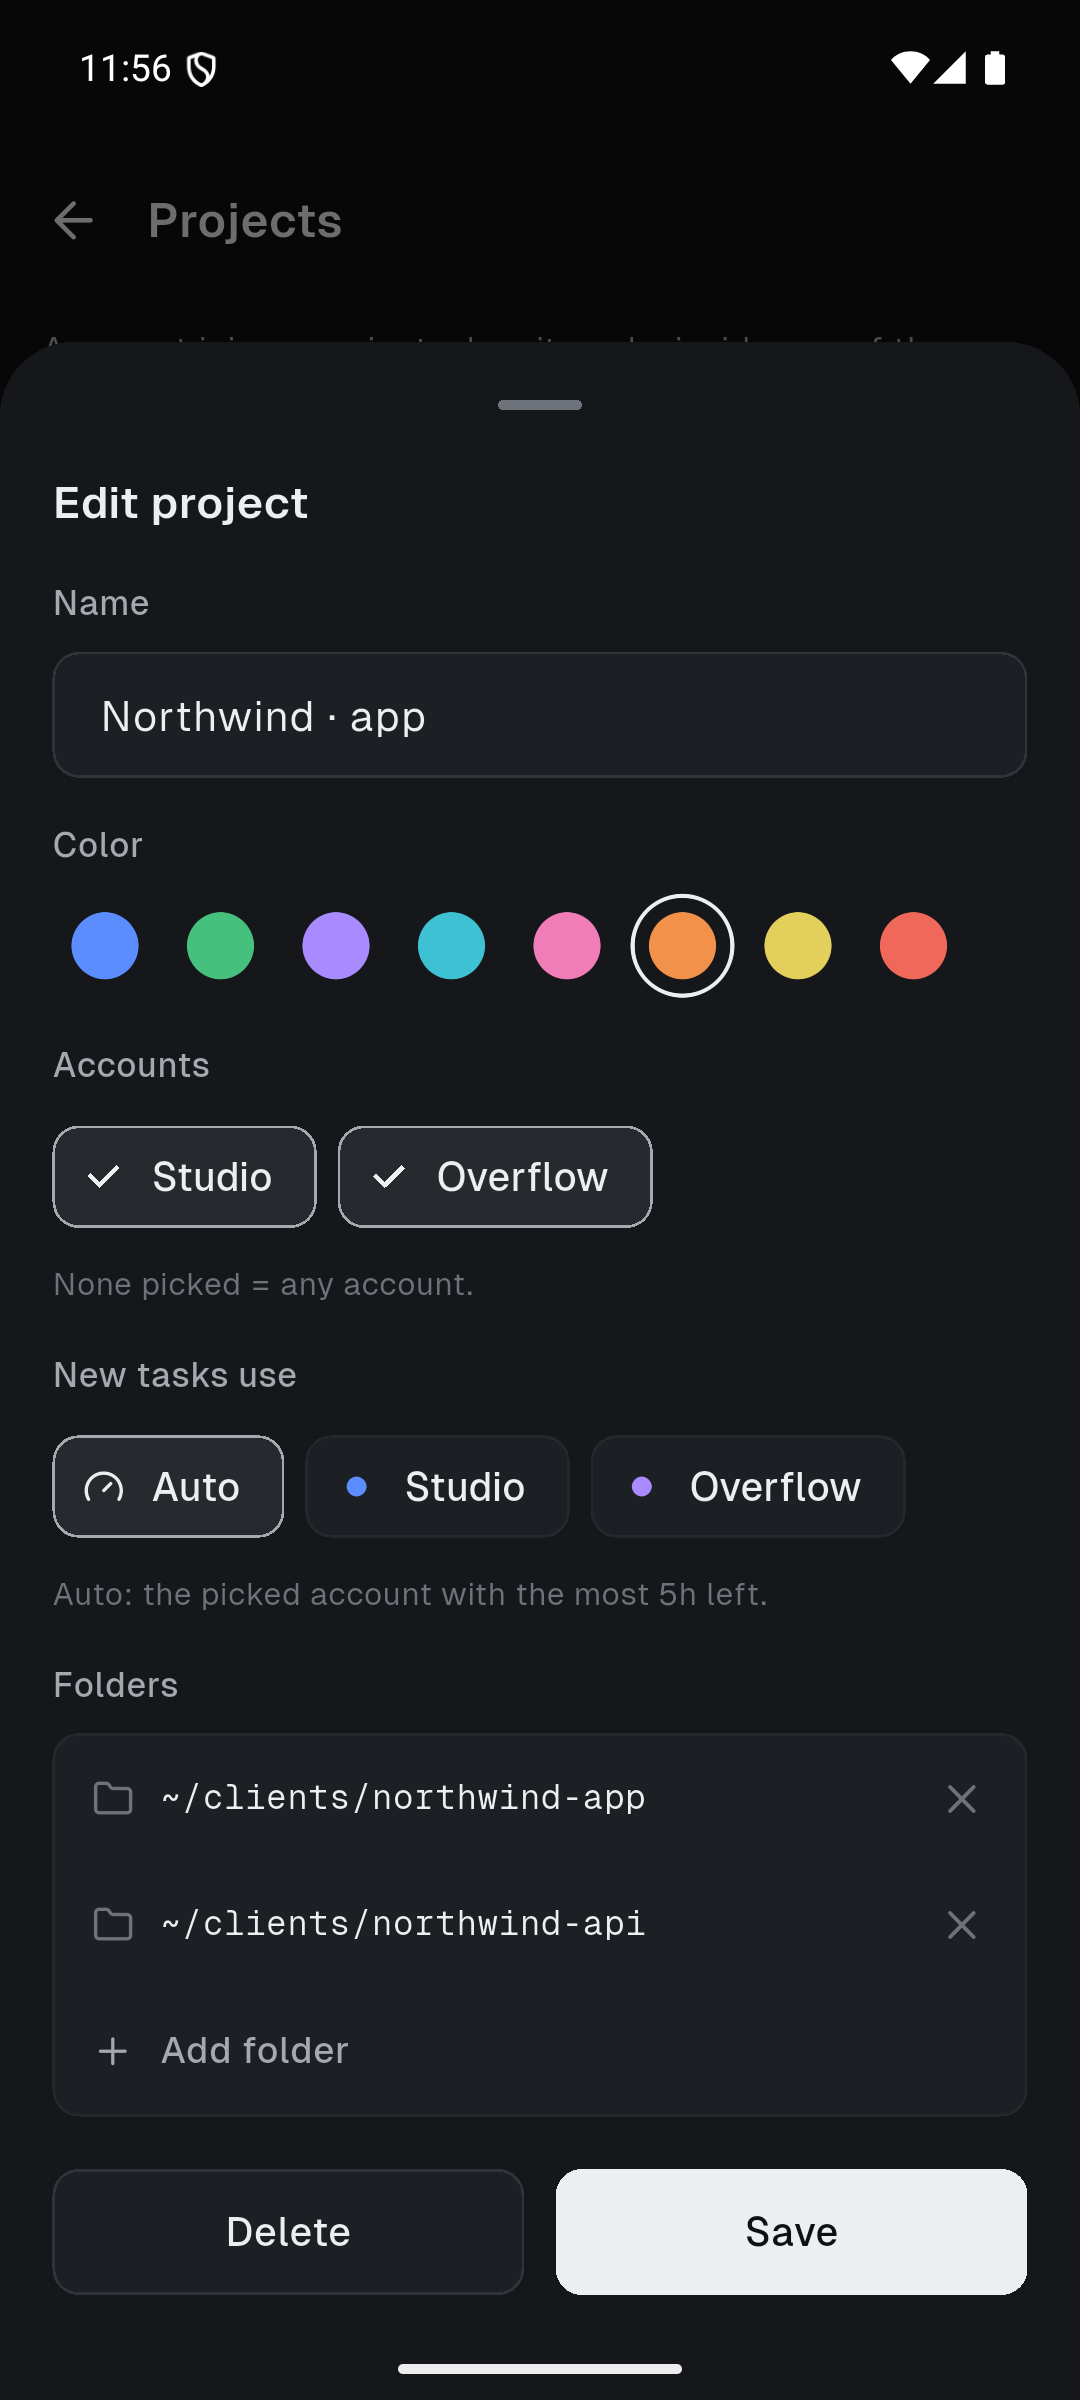 11:56
Projects
Edit project
Name
Northwind · app
Color
Accounts
Studio
Overflow
None picked = any account.
New tasks use
Auto
Studio
Overflow
Auto: the picked account with the most 5h left.
Folders
~/clients/northwind-app
~/clients/northwind-api
Add folder
Delete
Save